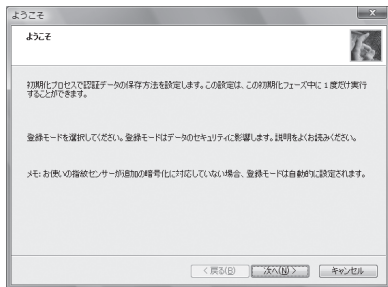 ようこそ
ようこそ
初期化プロセスで認証データの保存方法を設定します。この設定は、この初期化フェーズ中に1度だけ実行
することができます。
登録モードを選択してください。登録モードはデータのセキュリティに影響します。説明をよくお読みください。
メモ: お使いの指紋センサーが追加の暗号化に対応していない場合、登録モードは自動的に設定されます。
< 戻る(B) 次へ(N) > キャンセル